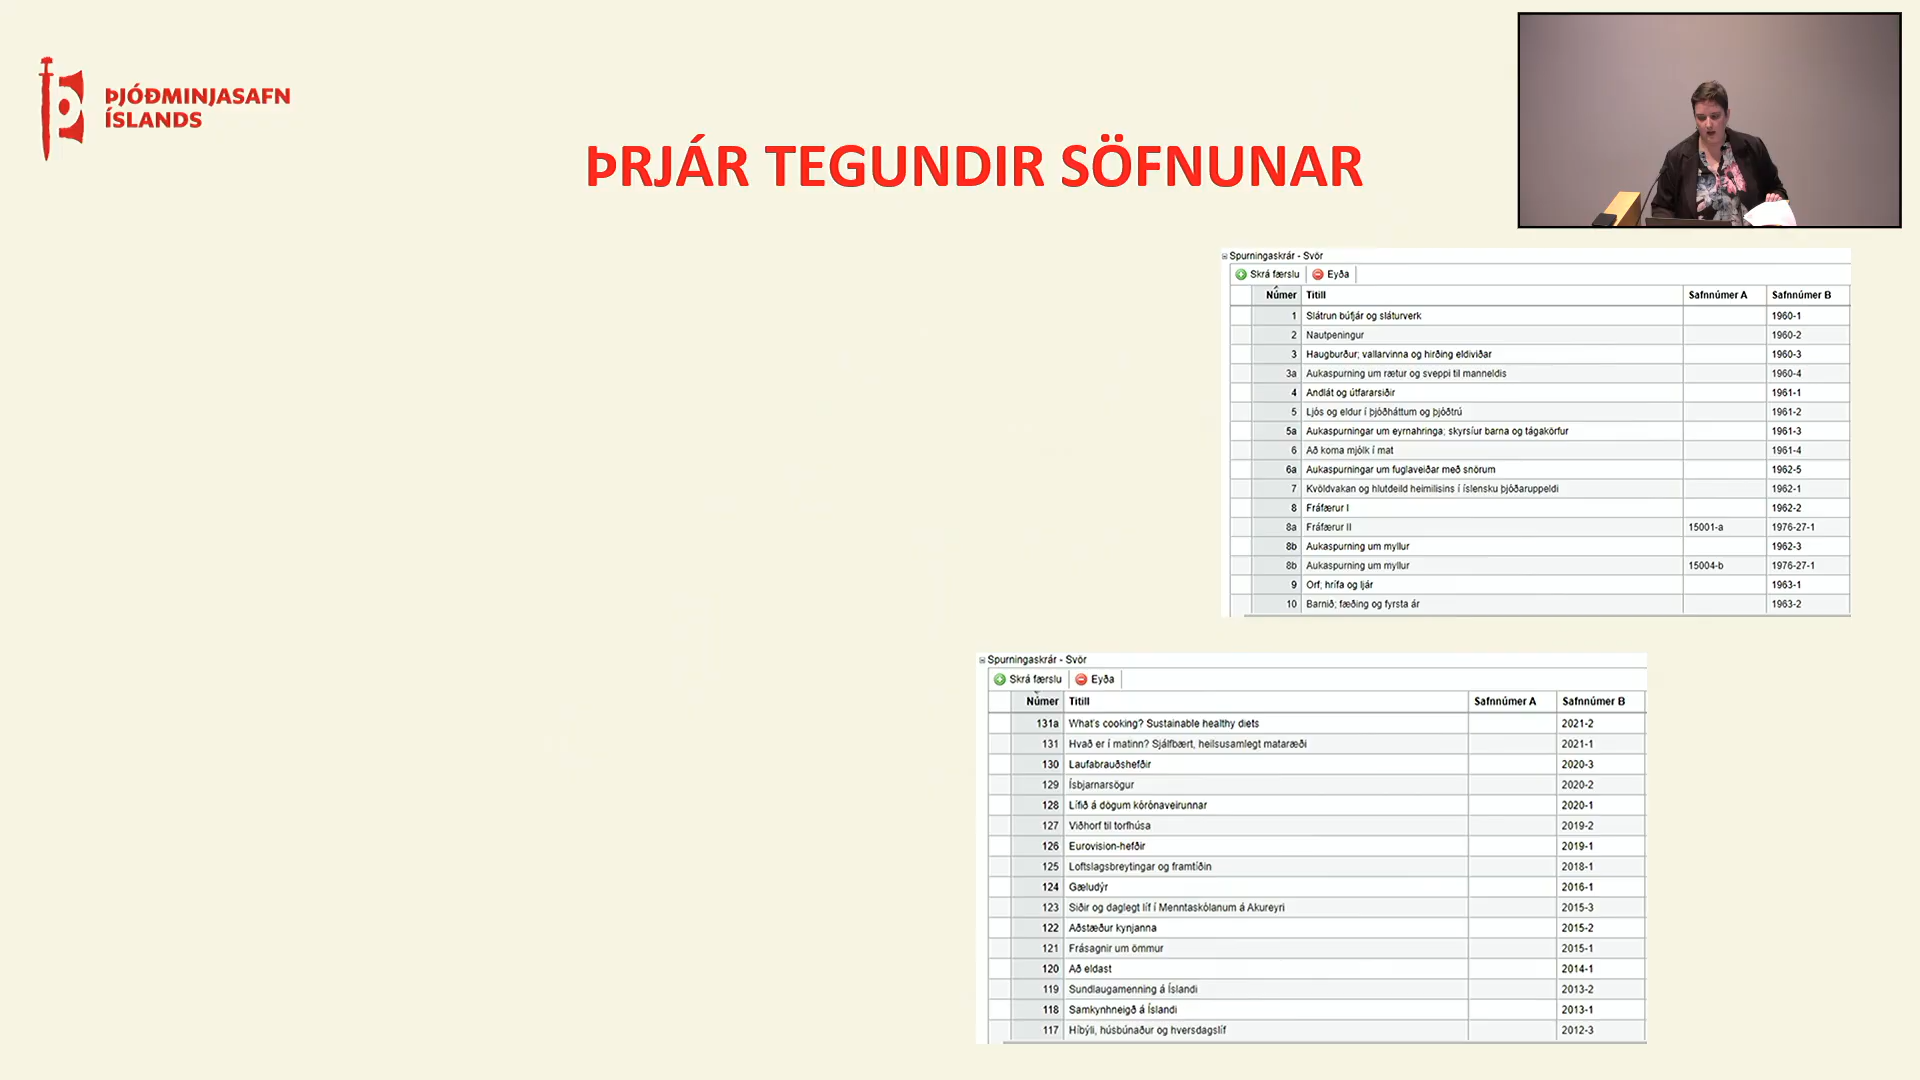 ÞJÓÐMINJASAFN
ÍSLANDS
ÞRJÁR TEGUNDIR SÖFNUNAR
Spurningaskrár - Svör
Skrá færslu Eyða
Númer Titill Safnnúmer A Safnnúmer B
1 Slátrun búfjár og sláturverk 1960-1
2 Nautpeningur 1960-2
3 Haugburður; vallarvinna og hirðing eldiviðar 1960-3
3a Aukaspurning um rætur og sveppi til manneldis 1960-4
4 Andlát og útfararsiðir 1961-1
5 Ljós og eldur í þjóðháttum og þjóðtrú 1961-2
5a Aukaspurningar um eyrnahringa; skyrsíur barna og tágakörfur 1961-3
6 Að koma mjólk í mat 1961-4
6a Aukaspurningar um fuglaveiðar með snörum 1962-5
7 Kvöldvakan og hlutdeild heimilisins í íslensku þjóðaruppeldi 1962-1
8 Fráfærur I 1962-2
8a Fráfærur II 15001-a 1976-27-1
8b Aukaspurning um myllur 1962-3
8b Aukaspurning um myllur 15004-b 1976-27-1
9 Orf; hrífa og ljár 1963-1
10 Barnið; fæðing og fyrsta ár 1963-2
Spurningaskrár - Svör
Skrá færslu Eyða
Númer Titill Safnnúmer A Safnnúmer B
131a What's cooking? Sustainable healthy diets 2021-2
131 Hvað er í matinn? Sjálfbært, heilsusamlegt mataræði 2021-1
130 Laufabrauðshefðir 2020-3
129 Ísbjarnarsögur 2020-2
128 Lífið á dögum kórónaveirunnar 2020-1
127 Viðhorf til torfhúsa 2019-2
126 Eurovision-hefðir 2019-1
125 Loftslagsbreytingar og framtíðin 2018-1
124 Gæludýr 2016-1
123 Siðir og daglegt líf í Menntaskólanum á Akureyri 2015-3
122 Aðstæður kynjanna 2015-2
121 Frásagnir um ömmur 2015-1
120 Að eldast 2014-1
119 Sundlaugamenning á Íslandi 2013-2
118 Samkynhneigð á Íslandi 2013-1
117 Híbýli, húsbúnaður og hversdagslíf 2012-3